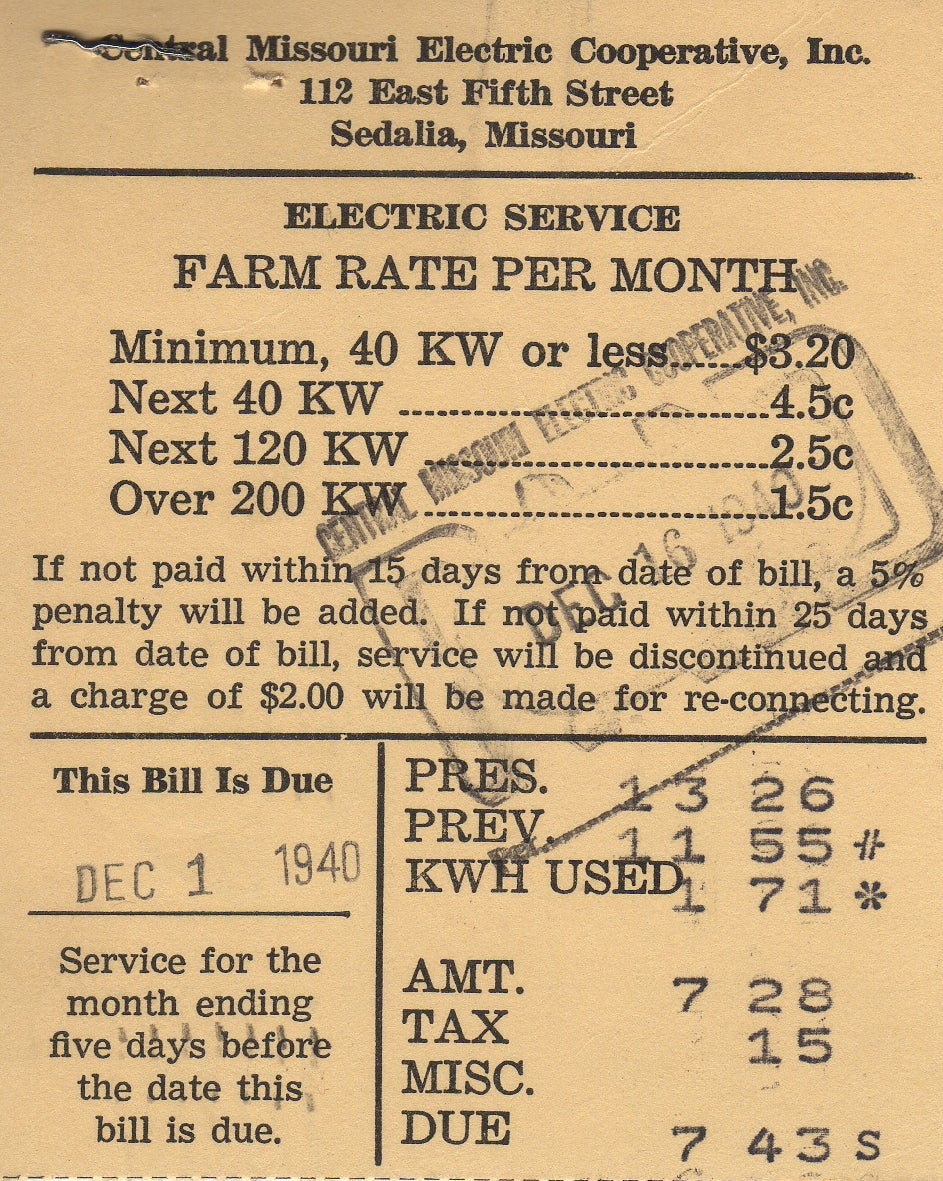 Central Missouri Electric Cooperative, Inc.
112 East Fifth Street
Sedalia, Missouri
ELECTRIC SERVICE
FARM RATE PER MONTH
Minimum, 40 KW or less......$3.20
Next 40 KW ..............................4.5c
Next 120 KW ............................2.5c
Over 200 KW ............................1.5c
CENTRAL MISSOURI ELECTRIC COOPERATIVE, INC.
DEC 16 1940
If not paid within 15 days from date of bill, a 5%
penalty will be added. If not paid within 25 days
from date of bill, service will be discontinued and
a charge of $2.00 will be made for re-connecting.
This Bill Is Due
DEC 1 1940
Service for the
month ending
five days before
the date this
bill is due.
PRES. 13 26
PREV. 11 55 #
KWH USED 1 71 *
AMT. 7 28
TAX 15
MISC.
DUE 7 43 S